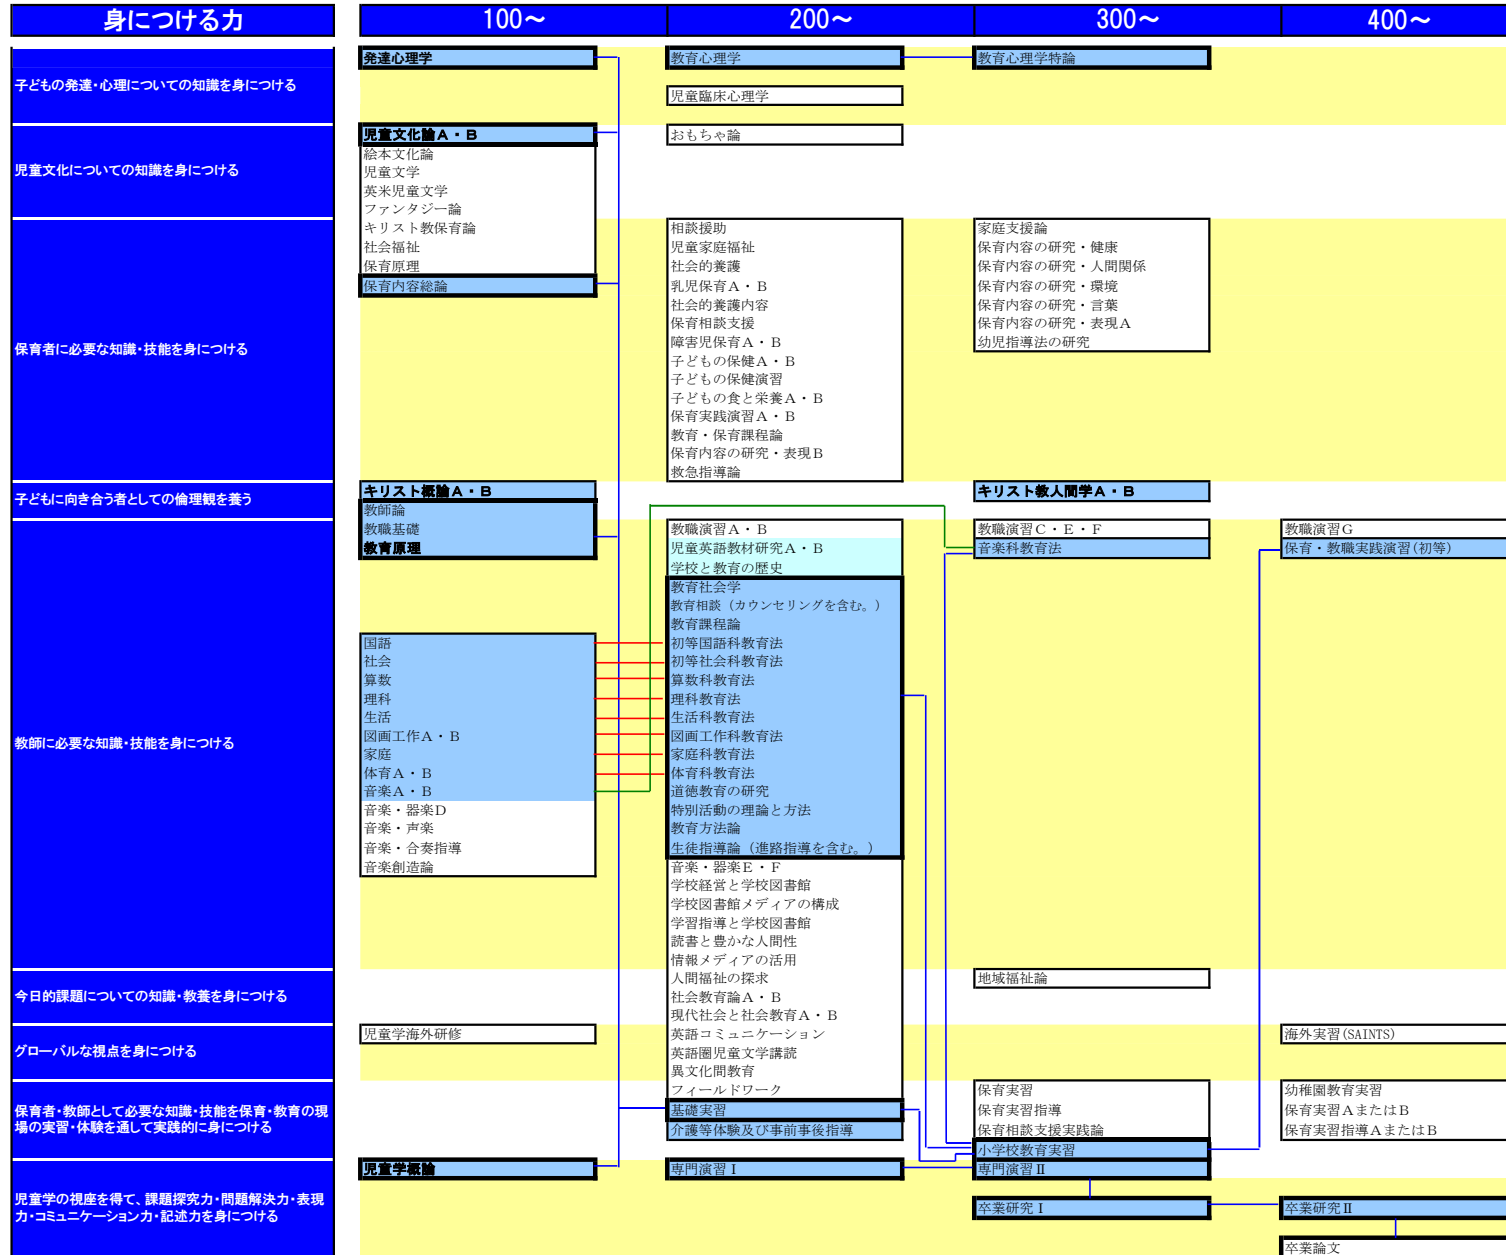 身につける力
100～
200～
300～
400～
子どもの発達・心理についての知識を身につける
発達心理学
教育心理学
教育心理学特論
児童臨床心理学
児童文化についての知識を身につける
児童文化論Ａ・Ｂ
おもちゃ論
絵本文化論
児童文学
英米児童文学
ファンタジー論
キリスト教保育論
社会福祉
保育原理
保育内容総論
保育者に必要な知識・技能を身につける
相談援助
児童家庭福祉
社会的養護
乳児保育Ａ・Ｂ
社会的養護内容
保育相談支援
障害児保育Ａ・Ｂ
子どもの保健Ａ・Ｂ
子どもの保健演習
子どもの食と栄養Ａ・Ｂ
保育実践演習Ａ・Ｂ
教育・保育課程論
保育内容の研究・表現Ｂ
救急指導論
家庭支援論
保育内容の研究・健康
保育内容の研究・人間関係
保育内容の研究・環境
保育内容の研究・言葉
保育内容の研究・表現Ａ
幼児指導法の研究
子どもに向き合う者としての倫理観を養う
キリスト概論Ａ・Ｂ
キリスト教人間学Ａ・Ｂ
教師論
教職基礎
教育原理
教師に必要な知識・技能を身につける
国語
社会
算数
理科
生活
図画工作Ａ・Ｂ
家庭
体育Ａ・Ｂ
音楽Ａ・Ｂ
音楽・器楽Ｄ
音楽・声楽
音楽・合奏指導
音楽創造論
教職演習Ａ・Ｂ
児童英語教材研究Ａ・Ｂ
学校と教育の歴史
教育社会学
教育相談（カウンセリングを含む。）
教育課程論
初等国語科教育法
初等社会科教育法
算数科教育法
理科教育法
生活科教育法
図画工作科教育法
家庭科教育法
体育科教育法
道徳教育の研究
特別活動の理論と方法
教育方法論
生徒指導論（進路指導を含む。）
音楽・器楽Ｅ・Ｆ
学校経営と学校図書館
学校図書館メディアの構成
学習指導と学校図書館
読書と豊かな人間性
情報メディアの活用
人間福祉の探求
社会教育論Ａ・Ｂ
現代社会と社会教育Ａ・Ｂ
英語コミュニケーション
英語圏児童文学講読
異文化間教育
フィールドワーク
基礎実習
介護等体験及び事前事後指導
教職演習Ｃ・Ｅ・Ｆ
音楽科教育法
教職演習Ｇ
保育・教職実践演習(初等)
今日的課題についての知識・教養を身につける
地域福祉論
グローバルな視点を身につける
児童学海外研修
海外実習(SAINTS)
保育者・教師として必要な知識・技能を保育・教育の現
場の実習・体験を通して実践的に身につける
保育実習
保育実習指導
保育相談支援実践論
小学校教育実習
幼稚園教育実習
保育実習ＡまたはＢ
保育実習指導ＡまたはＢ
児童学の視座を得て、課題探究力・問題解決力・表現
力・コミュニケーション力・記述力を身につける
児童学概論
専門演習Ⅰ
専門演習Ⅱ
卒業研究Ⅰ
卒業研究Ⅱ
卒業論文